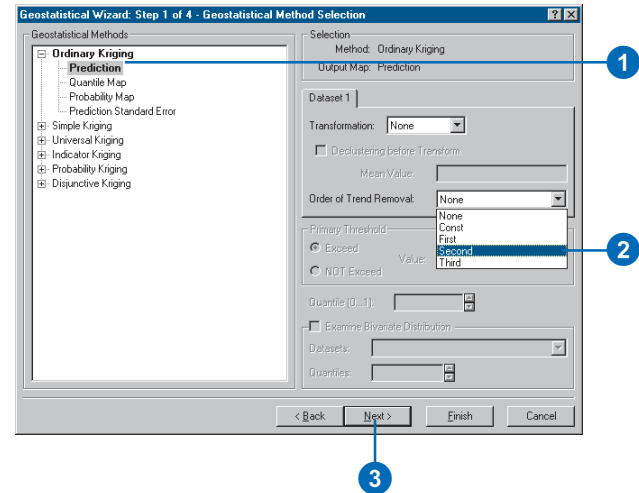 Geostatistical Wizard: Step 1 of 4 - Geostatistical Method Selection
Geostatistical Methods
Ordinary Kriging
Prediction
Quantile Map
Probability Map
Prediction Standard Error
Simple Kriging
Universal Kriging
Indicator Kriging
Probability Kriging
Disjunctive Kriging
Selection
Method: Ordinary Kriging
Output Map: Prediction
1
Dataset 1
Transformation: None
Declustering before Transform
Mean Value:
Order of Trend Removal: None
None
Const
First
Second
Third
2
Primary Threshold
Exceed
Value:
NOT Exceed
Quantile (0...1):
Examine Bivariate Distribution
Datasets:
Quantiles:
< Back
Next >
Finish
Cancel
3